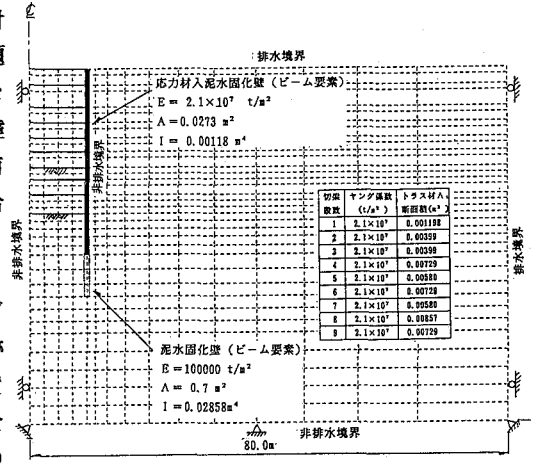 ℄
排水境界
応力材入泥水固化壁 (ビーム要素)
E = 2.1×10⁷ t/m²
A = 0.0273 m²
I = 0.00118 m⁴
非排水境界
非排水境界
排水境界
切梁段数 ヤング係数 (t/m²) トラス材A, 断面積(m²)
1 2.1×10⁷ 0.001198
2 2.1×10⁷ 0.00359
3 2.1×10⁷ 0.00399
4 2.1×10⁷ 0.00729
5 2.1×10⁷ 0.00580
6 2.1×10⁷ 0.00729
7 2.1×10⁷ 0.00580
8 2.1×10⁷ 0.00857
9 2.1×10⁷ 0.00729
泥水固化壁 (ビーム要素)
E = 100000 t/m²
A = 0.7 m²
I = 0.02858m⁴
非排水境界
80.0m